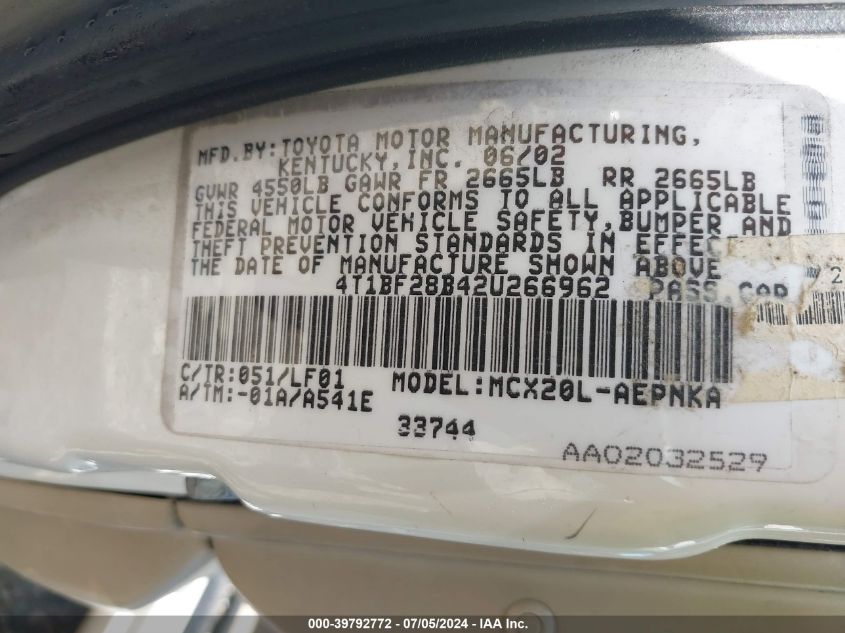 MFD.BY:TOYOTA MOTOR MANUFACTURING,
KENTUCKY,INC. 06/02
GVWR 4550LB GAWR FR 2665LB RR 2665LB
THIS VEHICLE CONFORMS TO ALL APPLICABLE
FEDERAL MOTOR VEHICLE SAFETY,BUMPER AND
THEFT PREVENTION STANDARDS IN EFFEC
THE DATE OF MANUFACTURE SHOWN ABOVE
4T1BF28B42U266962 PASS.CAR
72
C/TR:051/LF01 MODEL:MCX20L-AEPNKA
A/TM:-01A/A541E
33744
AA02032529
000-39792772 - 07/05/2024 - IAA Inc.